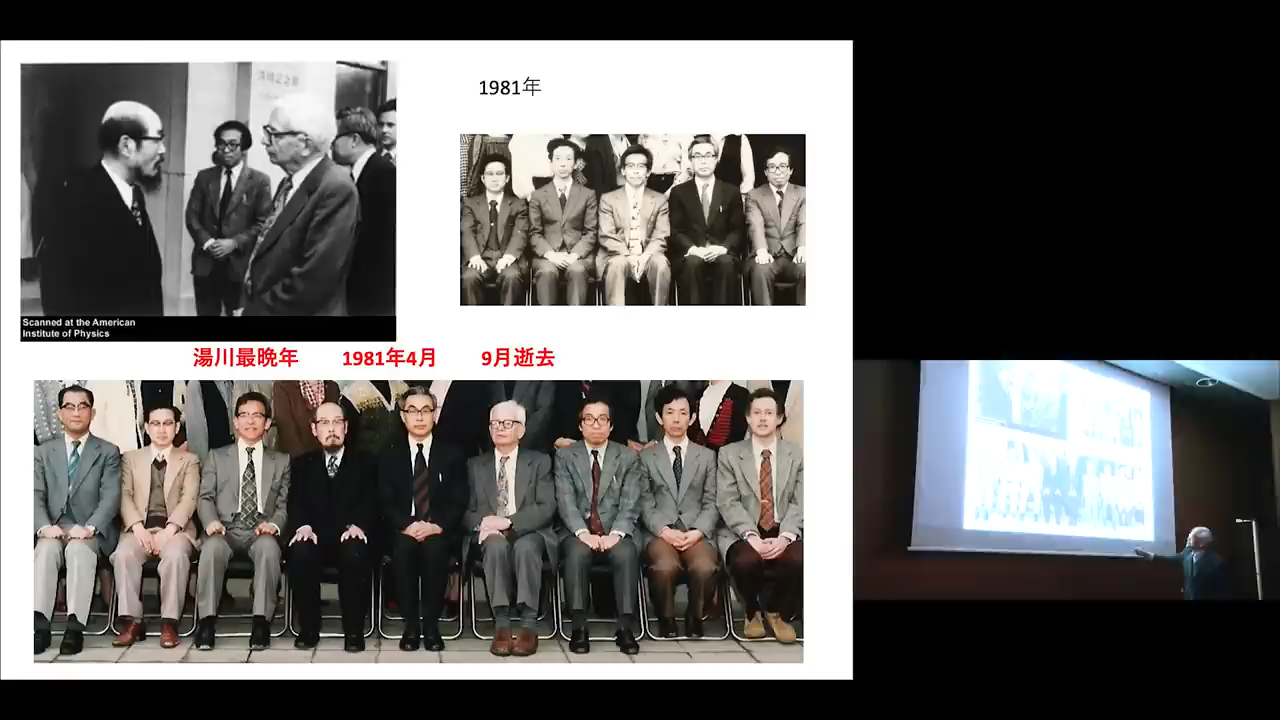 1981年
Scanned at the American
Institute of Physics
湯川最晩年 1981年4月 9月逝去